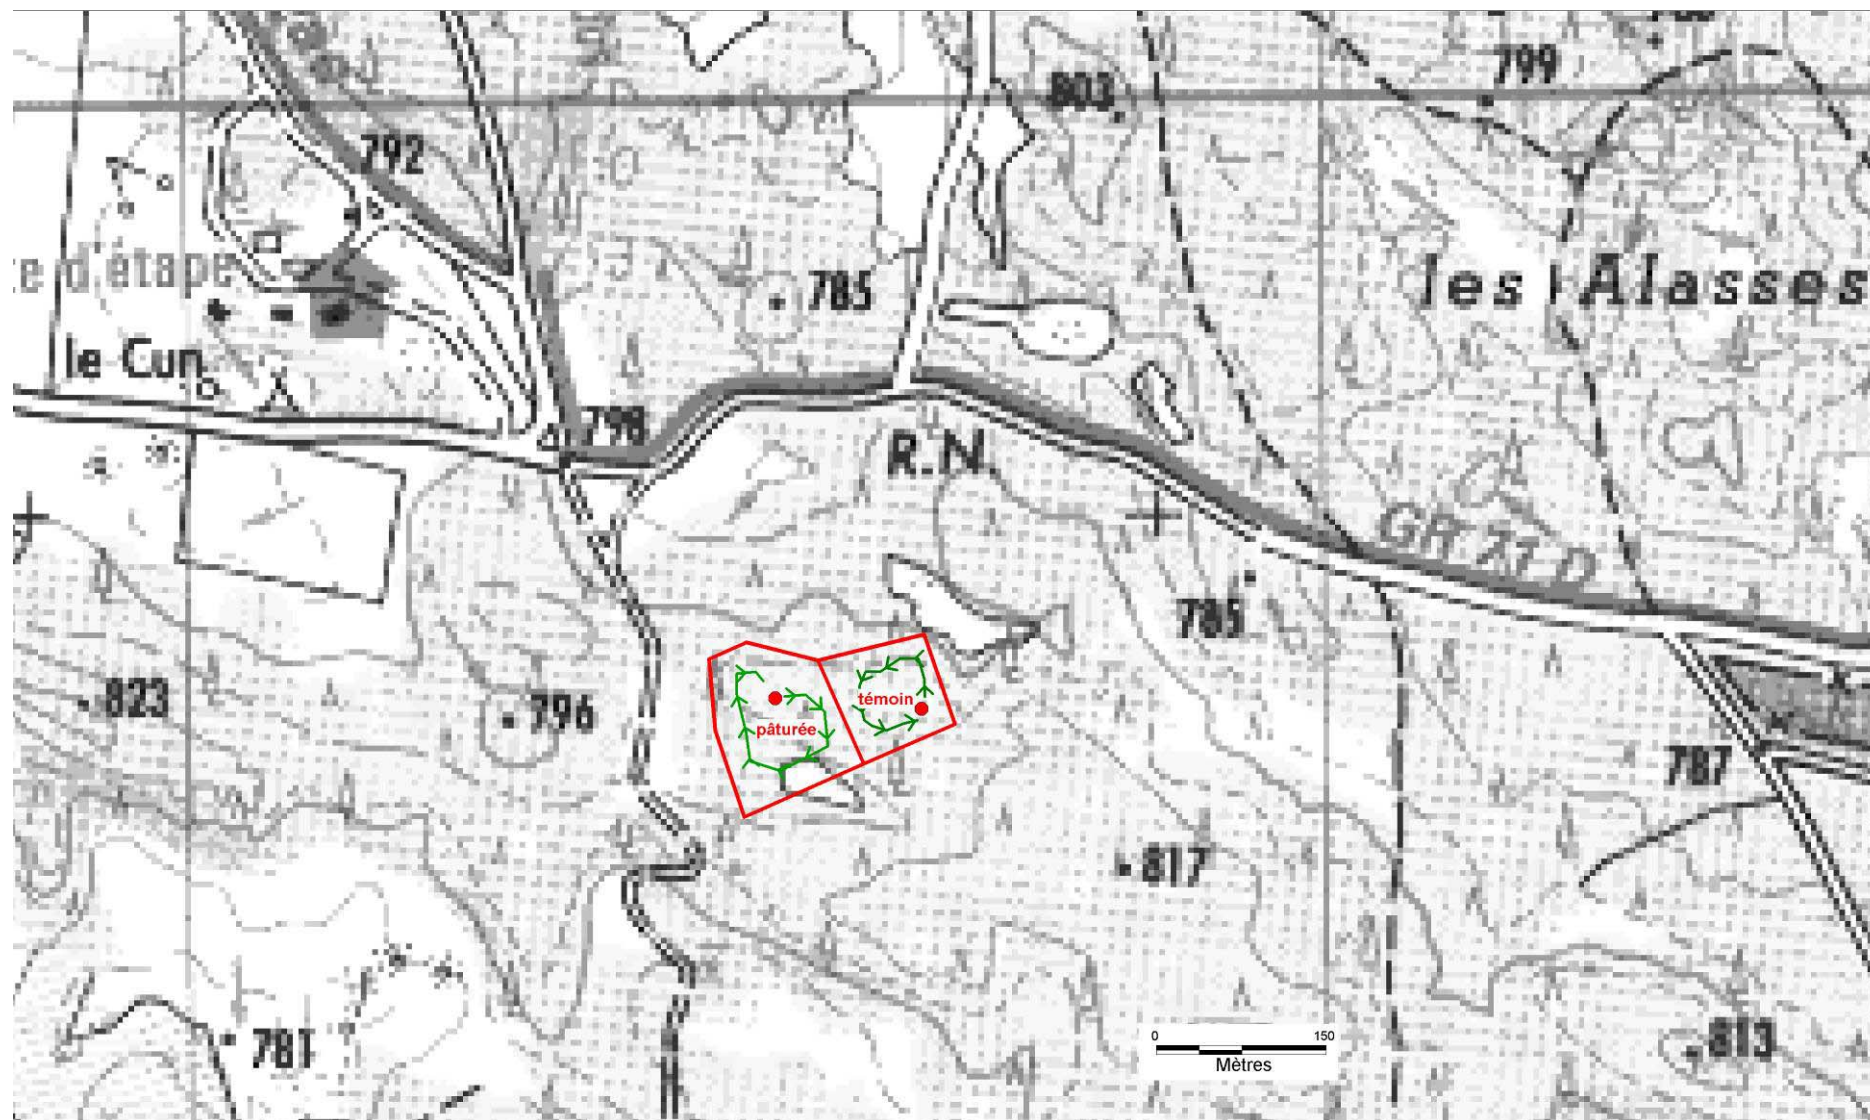 799
803
792
e d'étape
785
les Alasses
le Cun
798
R.N.
GR 71 D
785
823
796
témoin
pâturée
787
817
781
0 150
Mètres
813